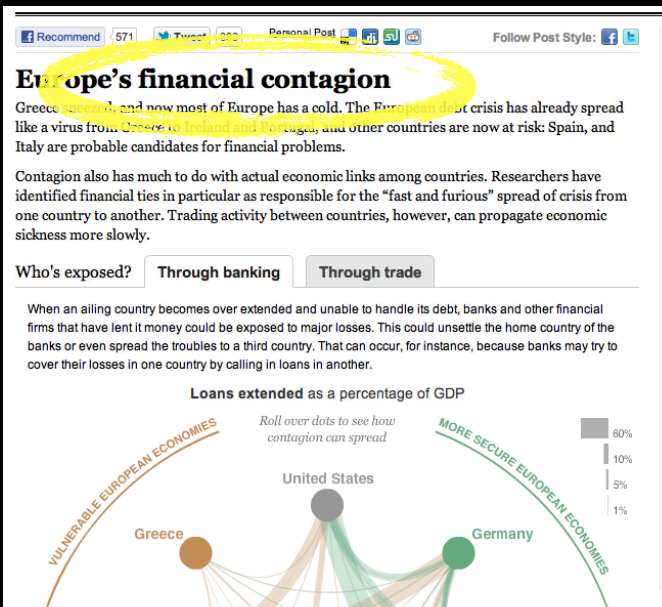 Recommend 571 Tweet Personal Post Follow Post Style:
Europe's financial contagion
Greece sneezed, and now most of Europe has a cold. The European debt crisis has already spread
like a virus from Greece to Ireland and Portugal, and other countries are now at risk: Spain, and
Italy are probable candidates for financial problems.
Contagion also has much to do with actual economic links among countries. Researchers have
identified financial ties in particular as responsible for the “fast and furious” spread of crisis from
one country to another. Trading activity between countries, however, can propagate economic
sickness more slowly.
Who's exposed? Through banking Through trade
When an ailing country becomes over extended and unable to handle its debt, banks and other financial
firms that have lent it money could be exposed to major losses. This could unsettle the home country of the
banks or even spread the troubles to a third country. That can occur, for instance, because banks may try to
cover their losses in one country by calling in loans in another.
Loans extended as a percentage of GDP
Roll over dots to see how
contagion can spread
VULNERABLE EUROPEAN ECONOMIES
MORE SECURE EUROPEAN ECONOMIES
60%
10%
5%
1%
United States
Greece
Germany